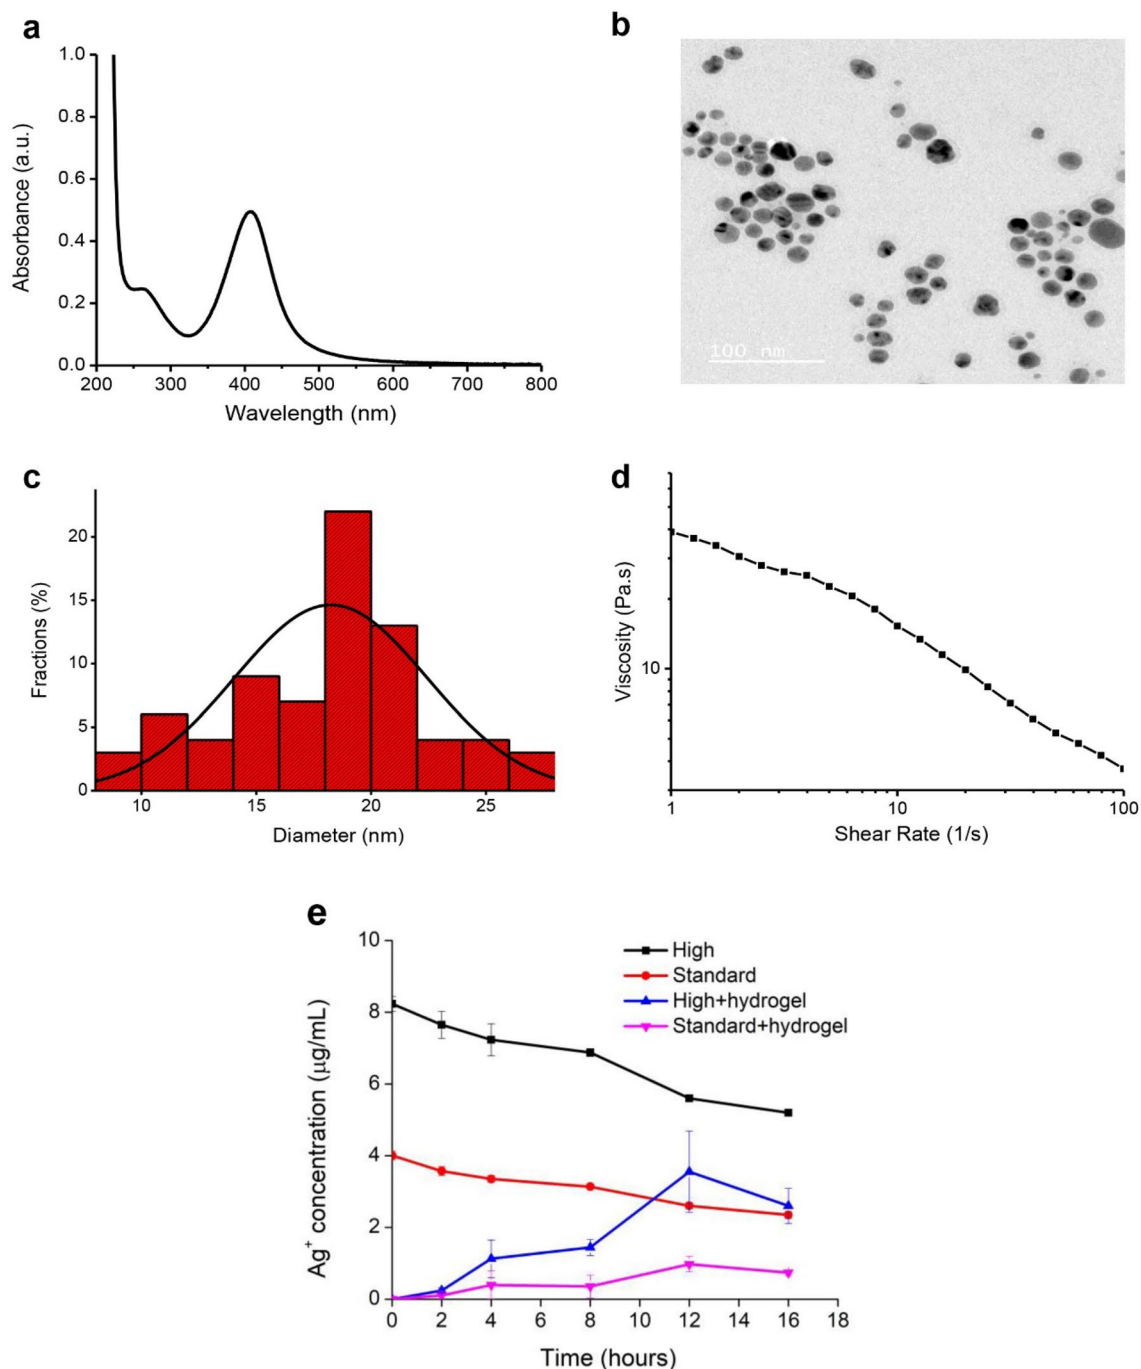 a
1.0
0.8
0.6
0.4
0.2
0.0
200 300 400 500 600 700 800
Absorbance (a.u.)
Wavelength (nm)
b
100 nm
c
20
15
10
5
0
10 15 20 25
Fractions (%)
Diameter (nm)
d
10
1 10 100
Viscosity (Pa.s)
Shear Rate (1/s)
e
10
8
6
4
2
0
0 2 4 6 8 10 12 14 16 18
Ag⁺ concentration (μg/mL)
Time (hours)
High
Standard
High+hydrogel
Standard+hydrogel